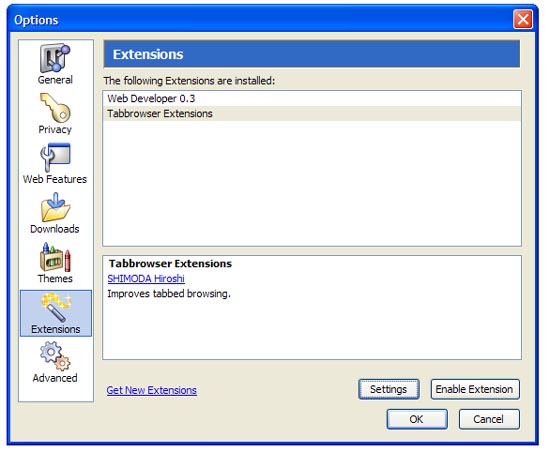 Options
General
Privacy
Web Features
Downloads
Themes
Extensions
Advanced
Extensions
The following Extensions are installed:
Web Developer 0.3
Tabbrowser Extensions
Tabbrowser Extensions
SHIMODA Hiroshi
Improves tabbed browsing.
Get New Extensions
Settings
Enable Extension
OK
Cancel